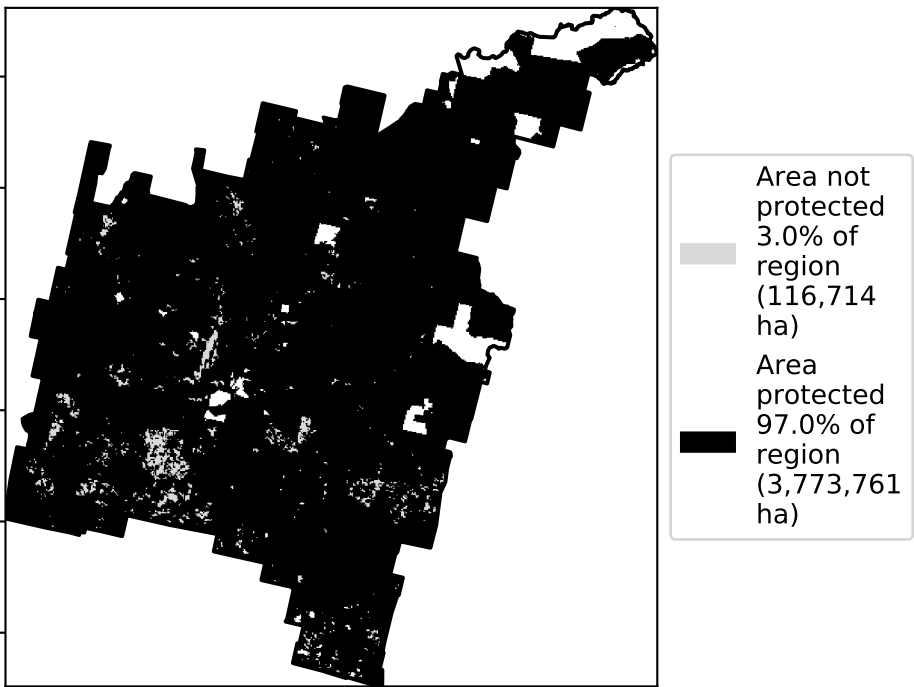 Area not
protected
3.0% of
region
(116,714
ha)
Area
protected
97.0% of
region
(3,773,761
ha)